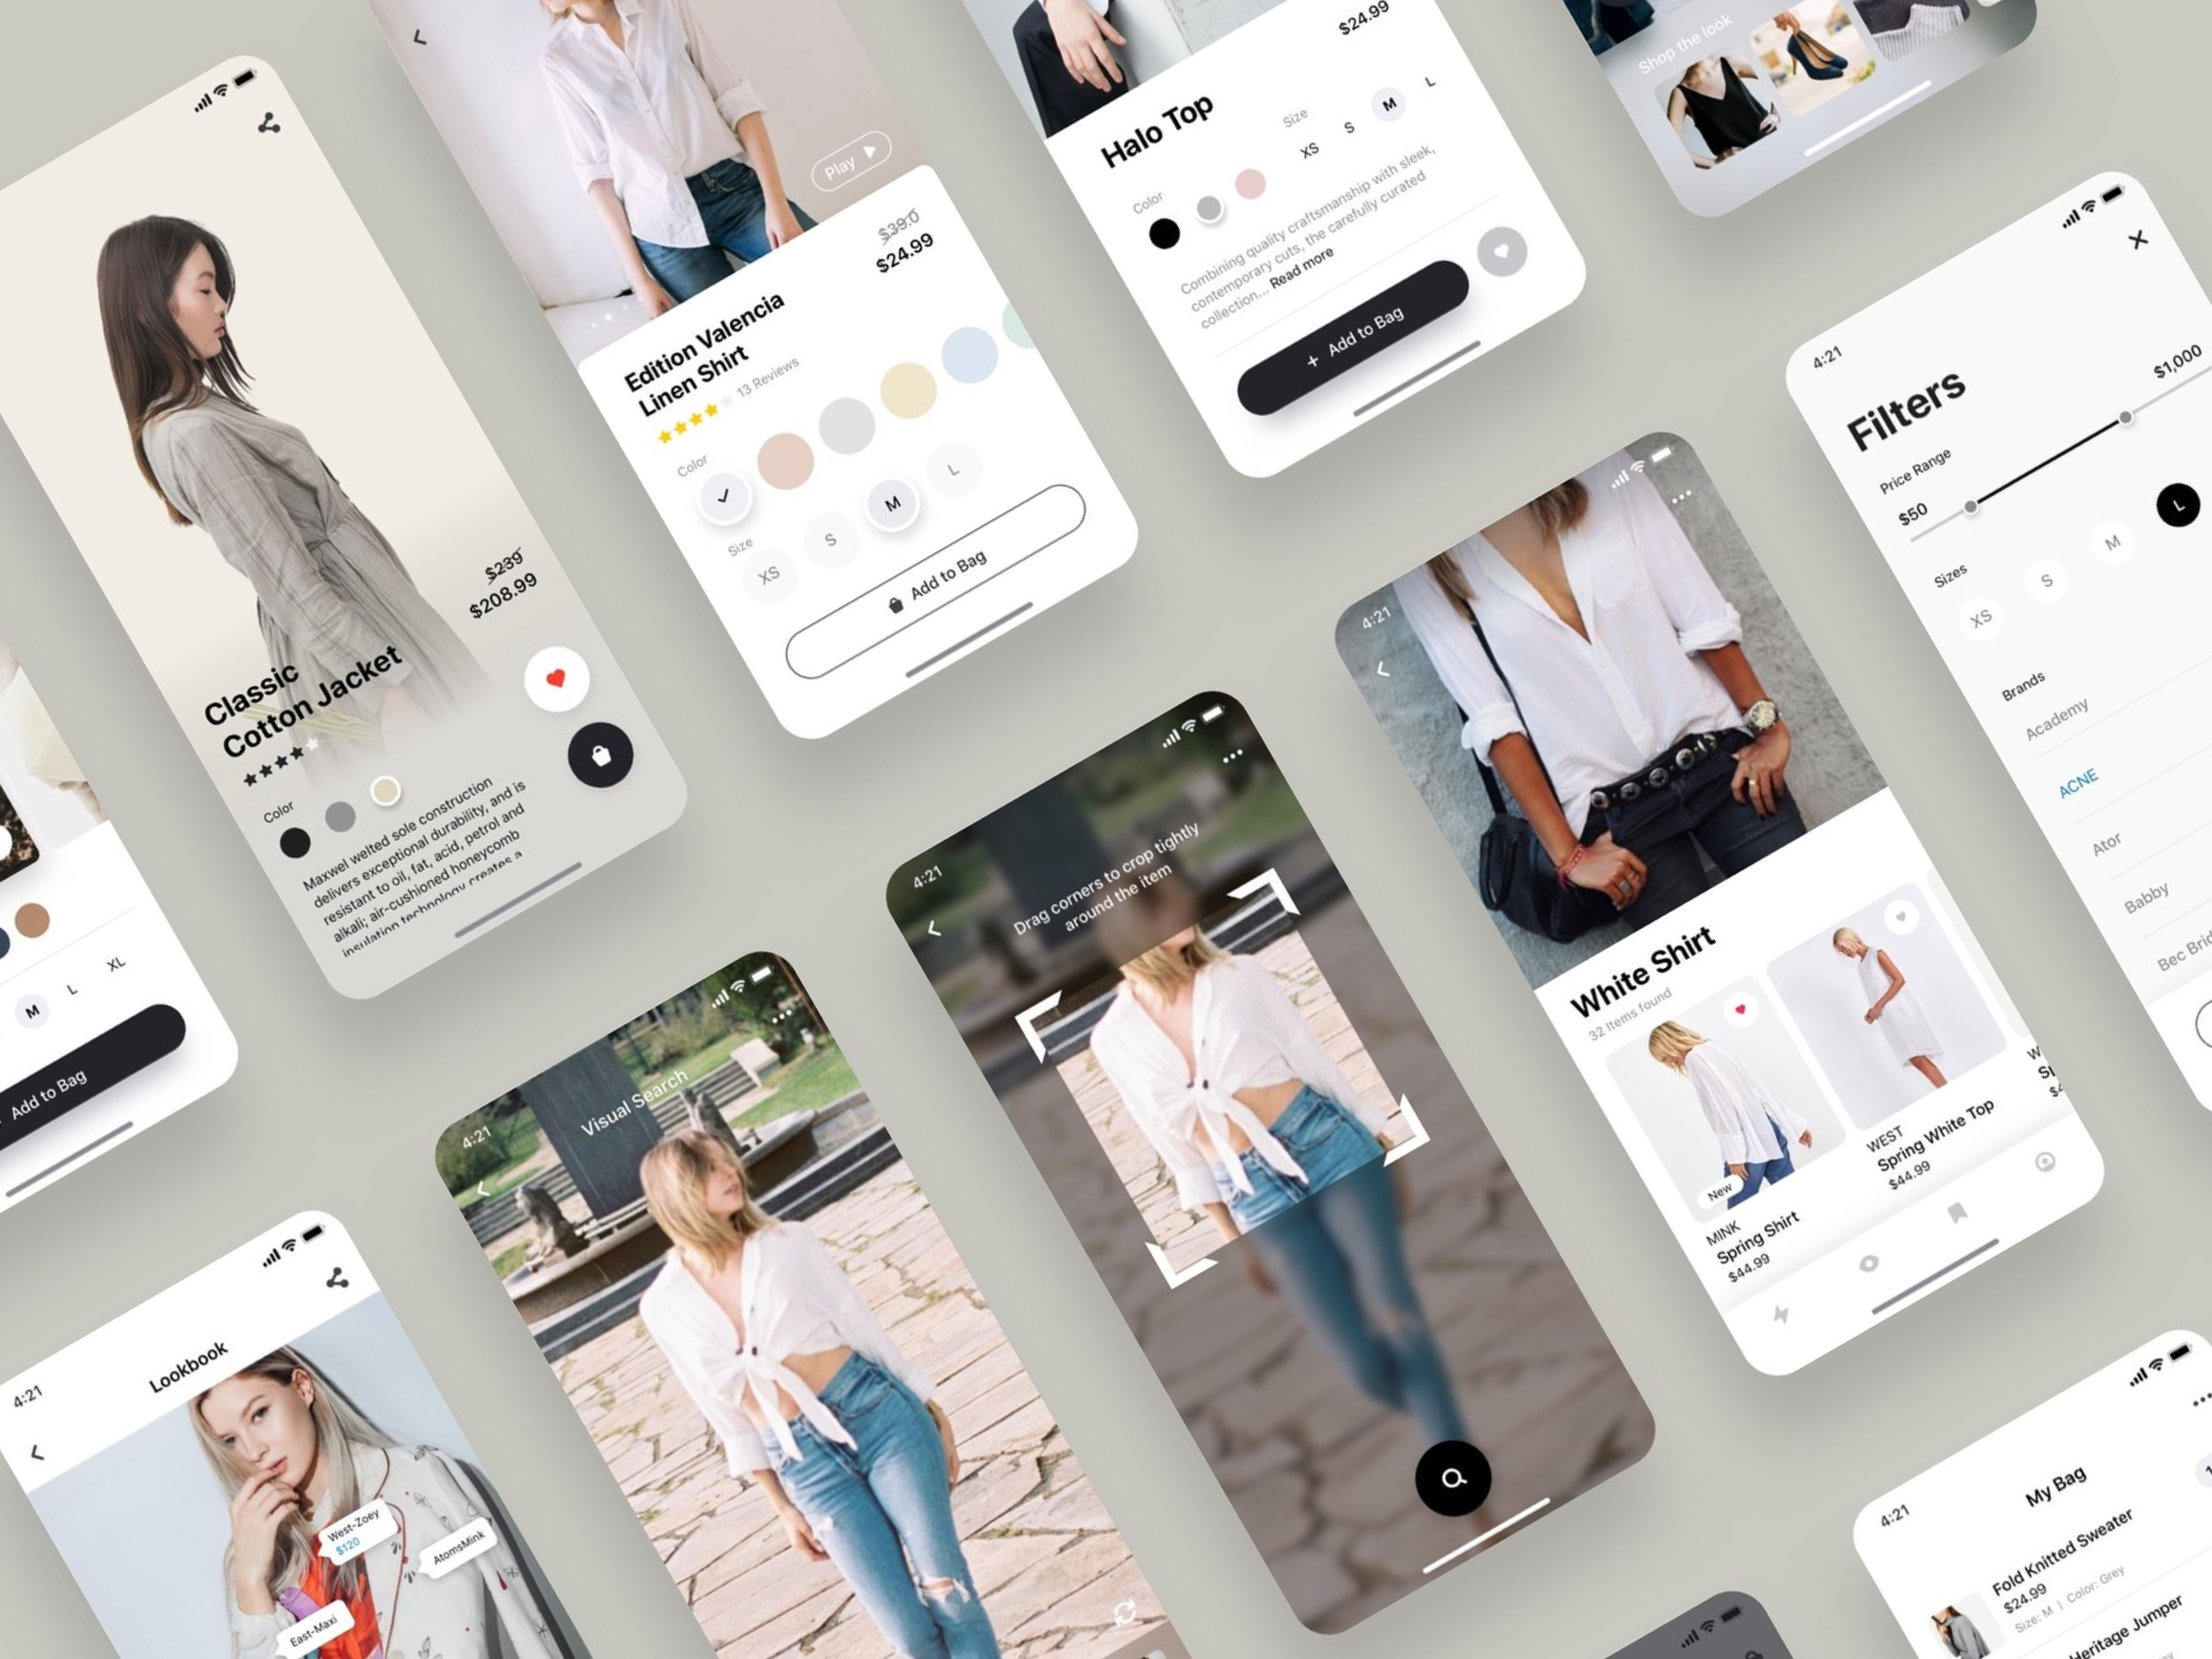 $239
$208.99
Classic
Cotton Jacket
Color
Maxwel welted sole construction
delivers exceptional durability, and is
resistant to oil, fat, acid, petrol and
alkali; air-cushioned honeycomb
insulation technology creates a
Play
$39.0
$24.99
Edition Valencia
Linen Shirt
13 Reviews
Color
Size
XS
S
M
L
Add to Bag
$24.99
Halo Top
Color
Size
XS
S
M
L
Combining quality craftsmanship with sleek,
contemporary cuts, the carefully curated
collection... Read more
+ Add to Bag
Shop the look
4:21
Filters
Price Range
$50
$1,000
Sizes
XS
S
M
L
Brands
Academy
ACNE
Ator
Babby
M
L
XL
Add to Bag
4:21
Lookbook
West-Zoey
$120
AtomsMink
East-Maxi
4:21
Visual Search
4:21
Drag corners to crop tightly
around the item
4:21
White Shirt
32 Items found
New
MINK
Spring Shirt
$44.99
WEST
Spring White Top
$44.99
4:21
My Bag
Fold Knitted Sweater
$24.99
Size: M | Color: Grey
Heritage Jumper